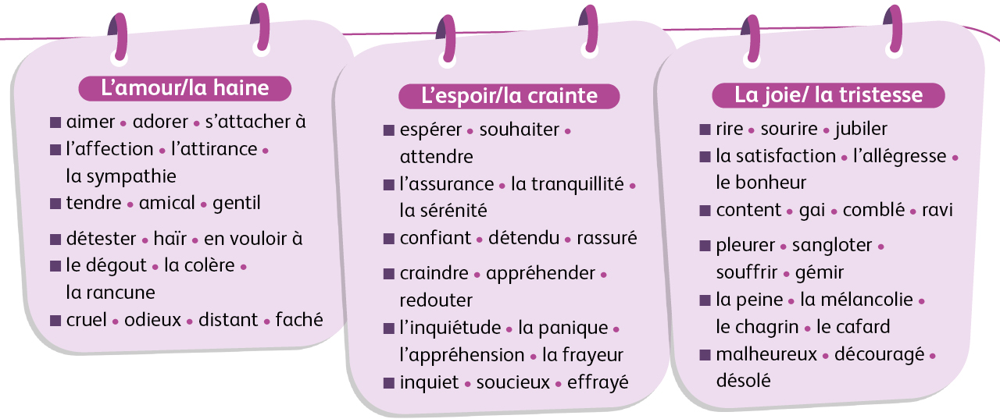 L'amour/la haine
■ aimer • adorer • s'attacher à
■ l'affection • l'attirance •
la sympathie
■ tendre • amical • gentil
■ détester • haïr • en vouloir à
■ le dégout • la colère •
la rancune
■ cruel • odieux • distant • faché
L'espoir/la crainte
■ espérer • souhaiter •
attendre
■ l'assurance • la tranquillité •
la sérénité
■ confiant • détendu • rassuré
■ craindre • appréhender •
redouter
■ l'inquiétude • la panique •
l'appréhension • la frayeur
■ inquiet • soucieux • effrayé
La joie/ la tristesse
■ rire • sourire • jubiler
■ la satisfaction • l'allégresse •
le bonheur
■ content • gai • comblé • ravi
■ pleurer • sangloter •
souffrir • gémir
■ la peine • la mélancolie •
le chagrin • le cafard
■ malheureux • découragé •
désolé